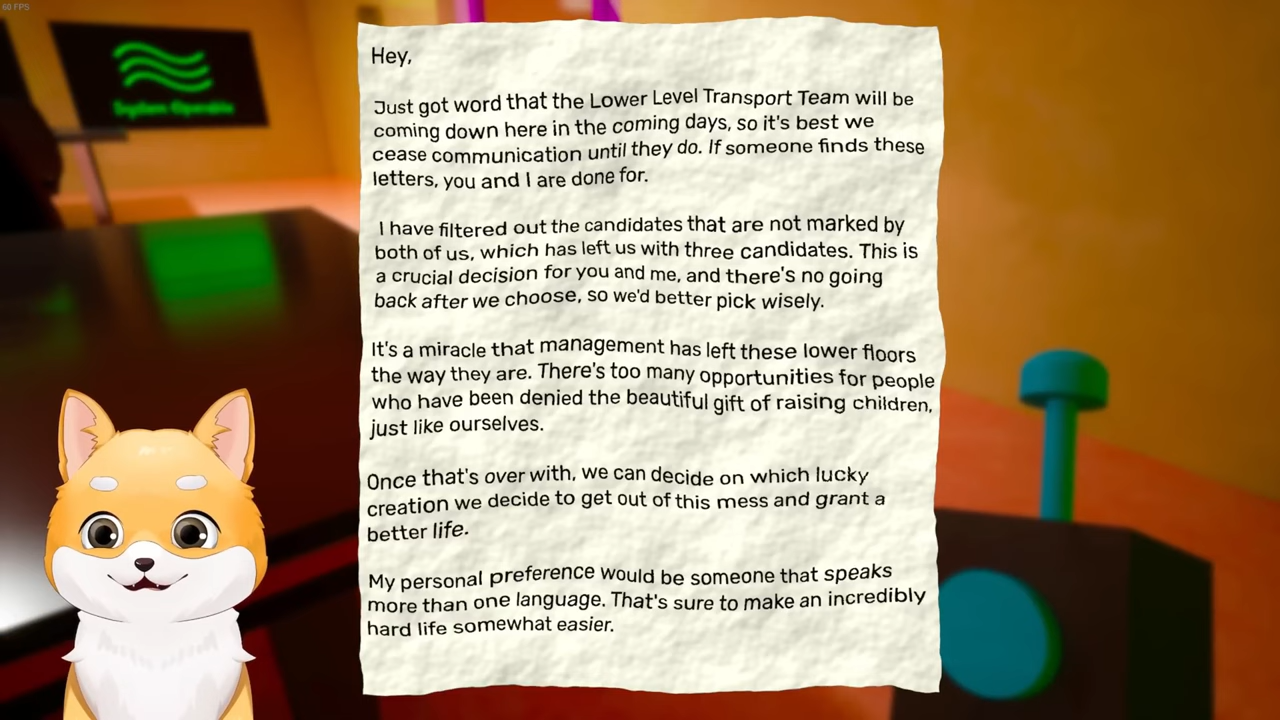 60 FPS
System Operable
Hey,
Just got word that the Lower Level Transport Team will be
coming down here in the coming days, so it's best we
cease communication until they do. If someone finds these
letters, you and I are done for.
I have filtered out the candidates that are not marked by
both of us, which has left us with three candidates. This is
a crucial decision for you and me, and there's no going
back after we choose, so we'd better pick wisely.
It's a miracle that management has left these lower floors
the way they are. There's too many opportunities for people
who have been denied the beautiful gift of raising children,
just like ourselves.
Once that's over with, we can decide on which lucky
creation we decide to get out of this mess and grant a
better life.
My personal preference would be someone that speaks
more than one language. That's sure to make an incredibly
hard life somewhat easier.